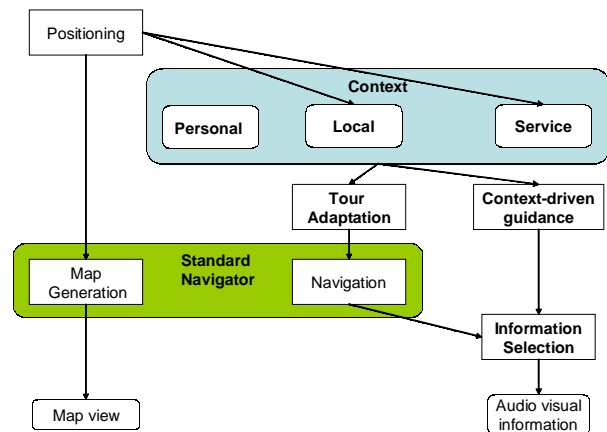 Positioning
Context
Personal
Local
Service
Tour
Adaptation
Context-driven
guidance
Standard
Navigator
Map
Generation
Navigation
Information
Selection
Map view
Audio visual
information